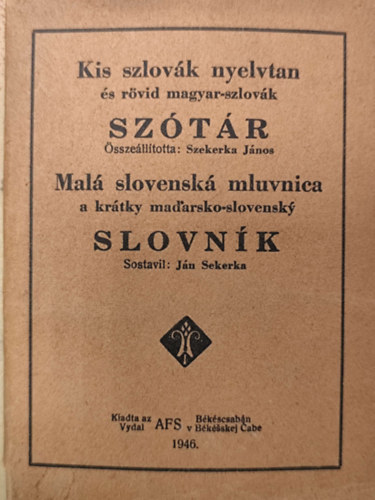 Kis szlovák nyelvtan
és rövid magyar-szlovák
SZÓTÁR
Összeállította: Szekerka János
Malá slovenská mluvnica
a krátky maďarsko-slovenský
SLOVNÍK
Sostavil: Ján Sekerka
Kiadta az AFS Békéscsabán
Vydal v Békéšskej Čabe
1946.